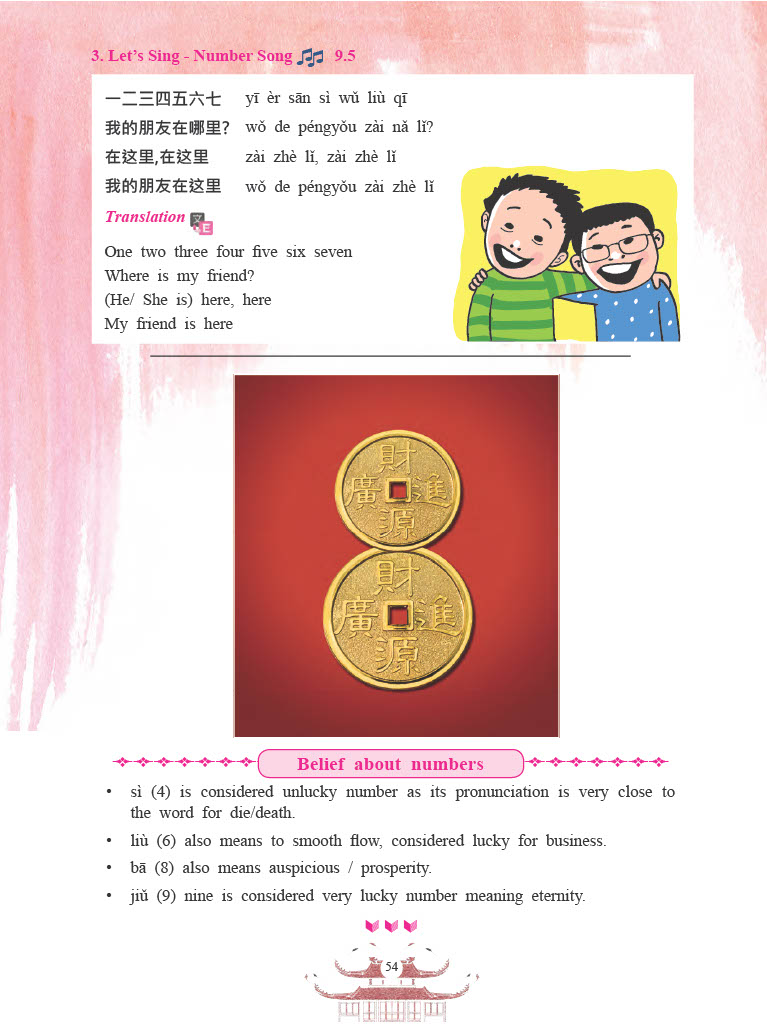 3. Let's Sing - Number Song 9.5
一二三四五六七 yī èr sān sì wǔ liù qī
我的朋友在哪里? wǒ de péngyǒu zài nǎ lǐ?
在这里,在这里 zài zhè lǐ, zài zhè lǐ
我的朋友在这里 wǒ de péngyǒu zài zhè lǐ
Translation 文 E
One two three four five six seven
Where is my friend?
(He/ She is) here, here
My friend is here
財
廣 進
源
財
廣 進
源
Belief about numbers
• sì (4) is considered unlucky number as its pronunciation is very close to
the word for die/death.
• liù (6) also means to smooth flow, considered lucky for business.
• bā (8) also means auspicious / prosperity.
• jiǔ (9) nine is considered very lucky number meaning eternity.
54